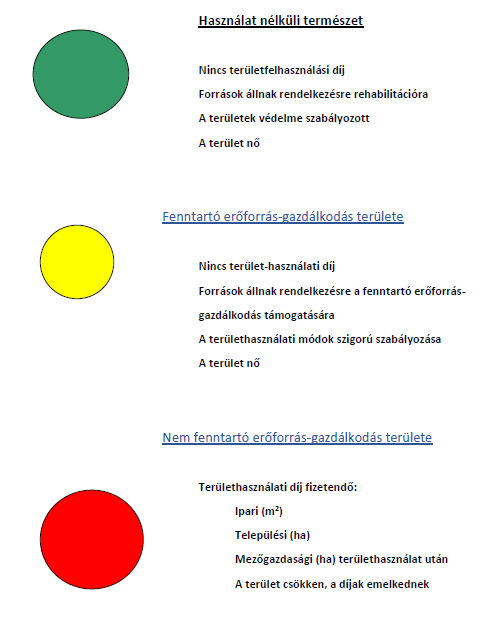 Használat nélküli természet
Nincs területfelhasználási díj
Források állnak rendelkezésre rehabilitációra
A területek védelme szabályozott
A terület nő
Fenntartó erőforrás-gazdálkodás területe
Nincs terület-használati díj
Források állnak rendelkezésre a fenntartó erőforrás-
gazdálkodás támogatására
A területhasználati módok szigorú szabályozása
A terület nő
Nem fenntartó erőforrás-gazdálkodás területe
Területhasználati díj fizetendő:
Ipari (m²)
Települési (ha)
Mezőgazdasági (ha) területhasználat után
A terület csökken, a díjak emelkednek